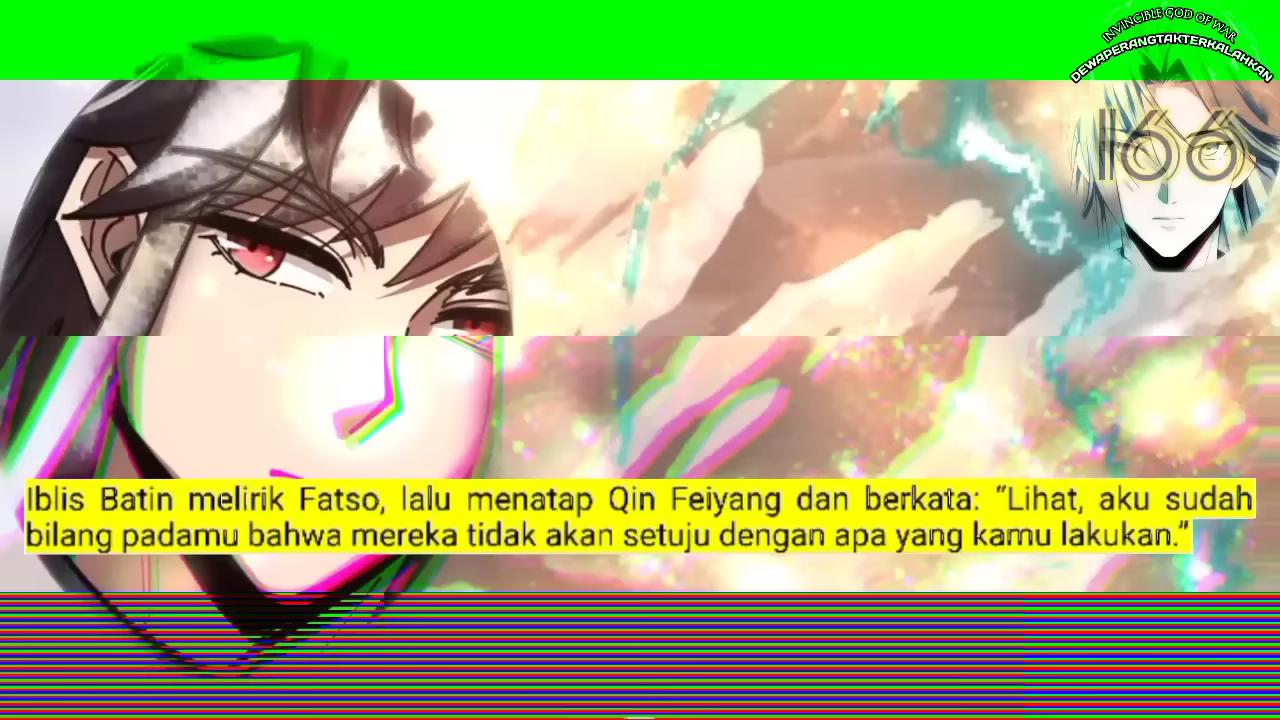 INVINCIBLE GOD OF WAR
DEWAPERANGTAKTERKALAHKAN
166
Iblis Batin melirik Fatso, lalu menatap Qin Feiyang dan berkata: “Lihat, aku sudah
bilang padamu bahwa mereka tidak akan setuju dengan apa yang kamu lakukan.”